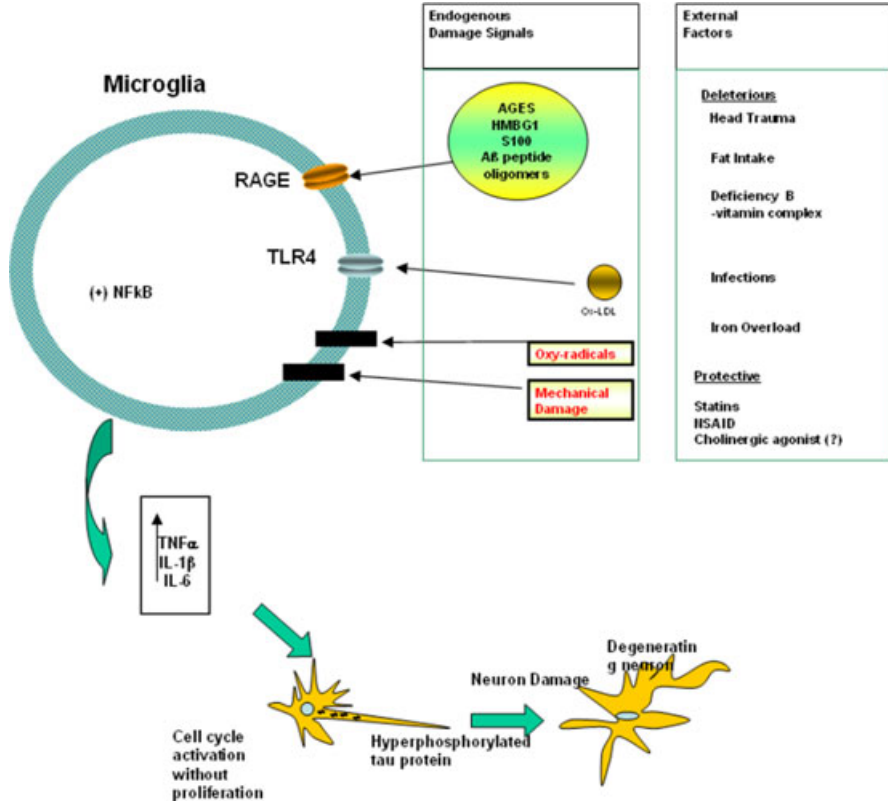 Endogenous
Damage Signals
External
Factors
Microglia
AGES
HMBG1
S100
Aß peptide
oligomers
RAGE
TLR4
(+) NFkB
Ox-LDL
Oxy-radicals
Mechanical
Damage
Deleterious
Head Trauma
Fat Intake
Deficiency B
-vitamin complex
Infections
Iron Overload
Protective
Statins
NSAID
Cholinergic agonist (?)
TNFα
IL-1β
IL-6
Cell cycle
activation
without
proliferation
Hyperphosphorylated
tau protein
Neuron Damage
Degeneratin
g neuron